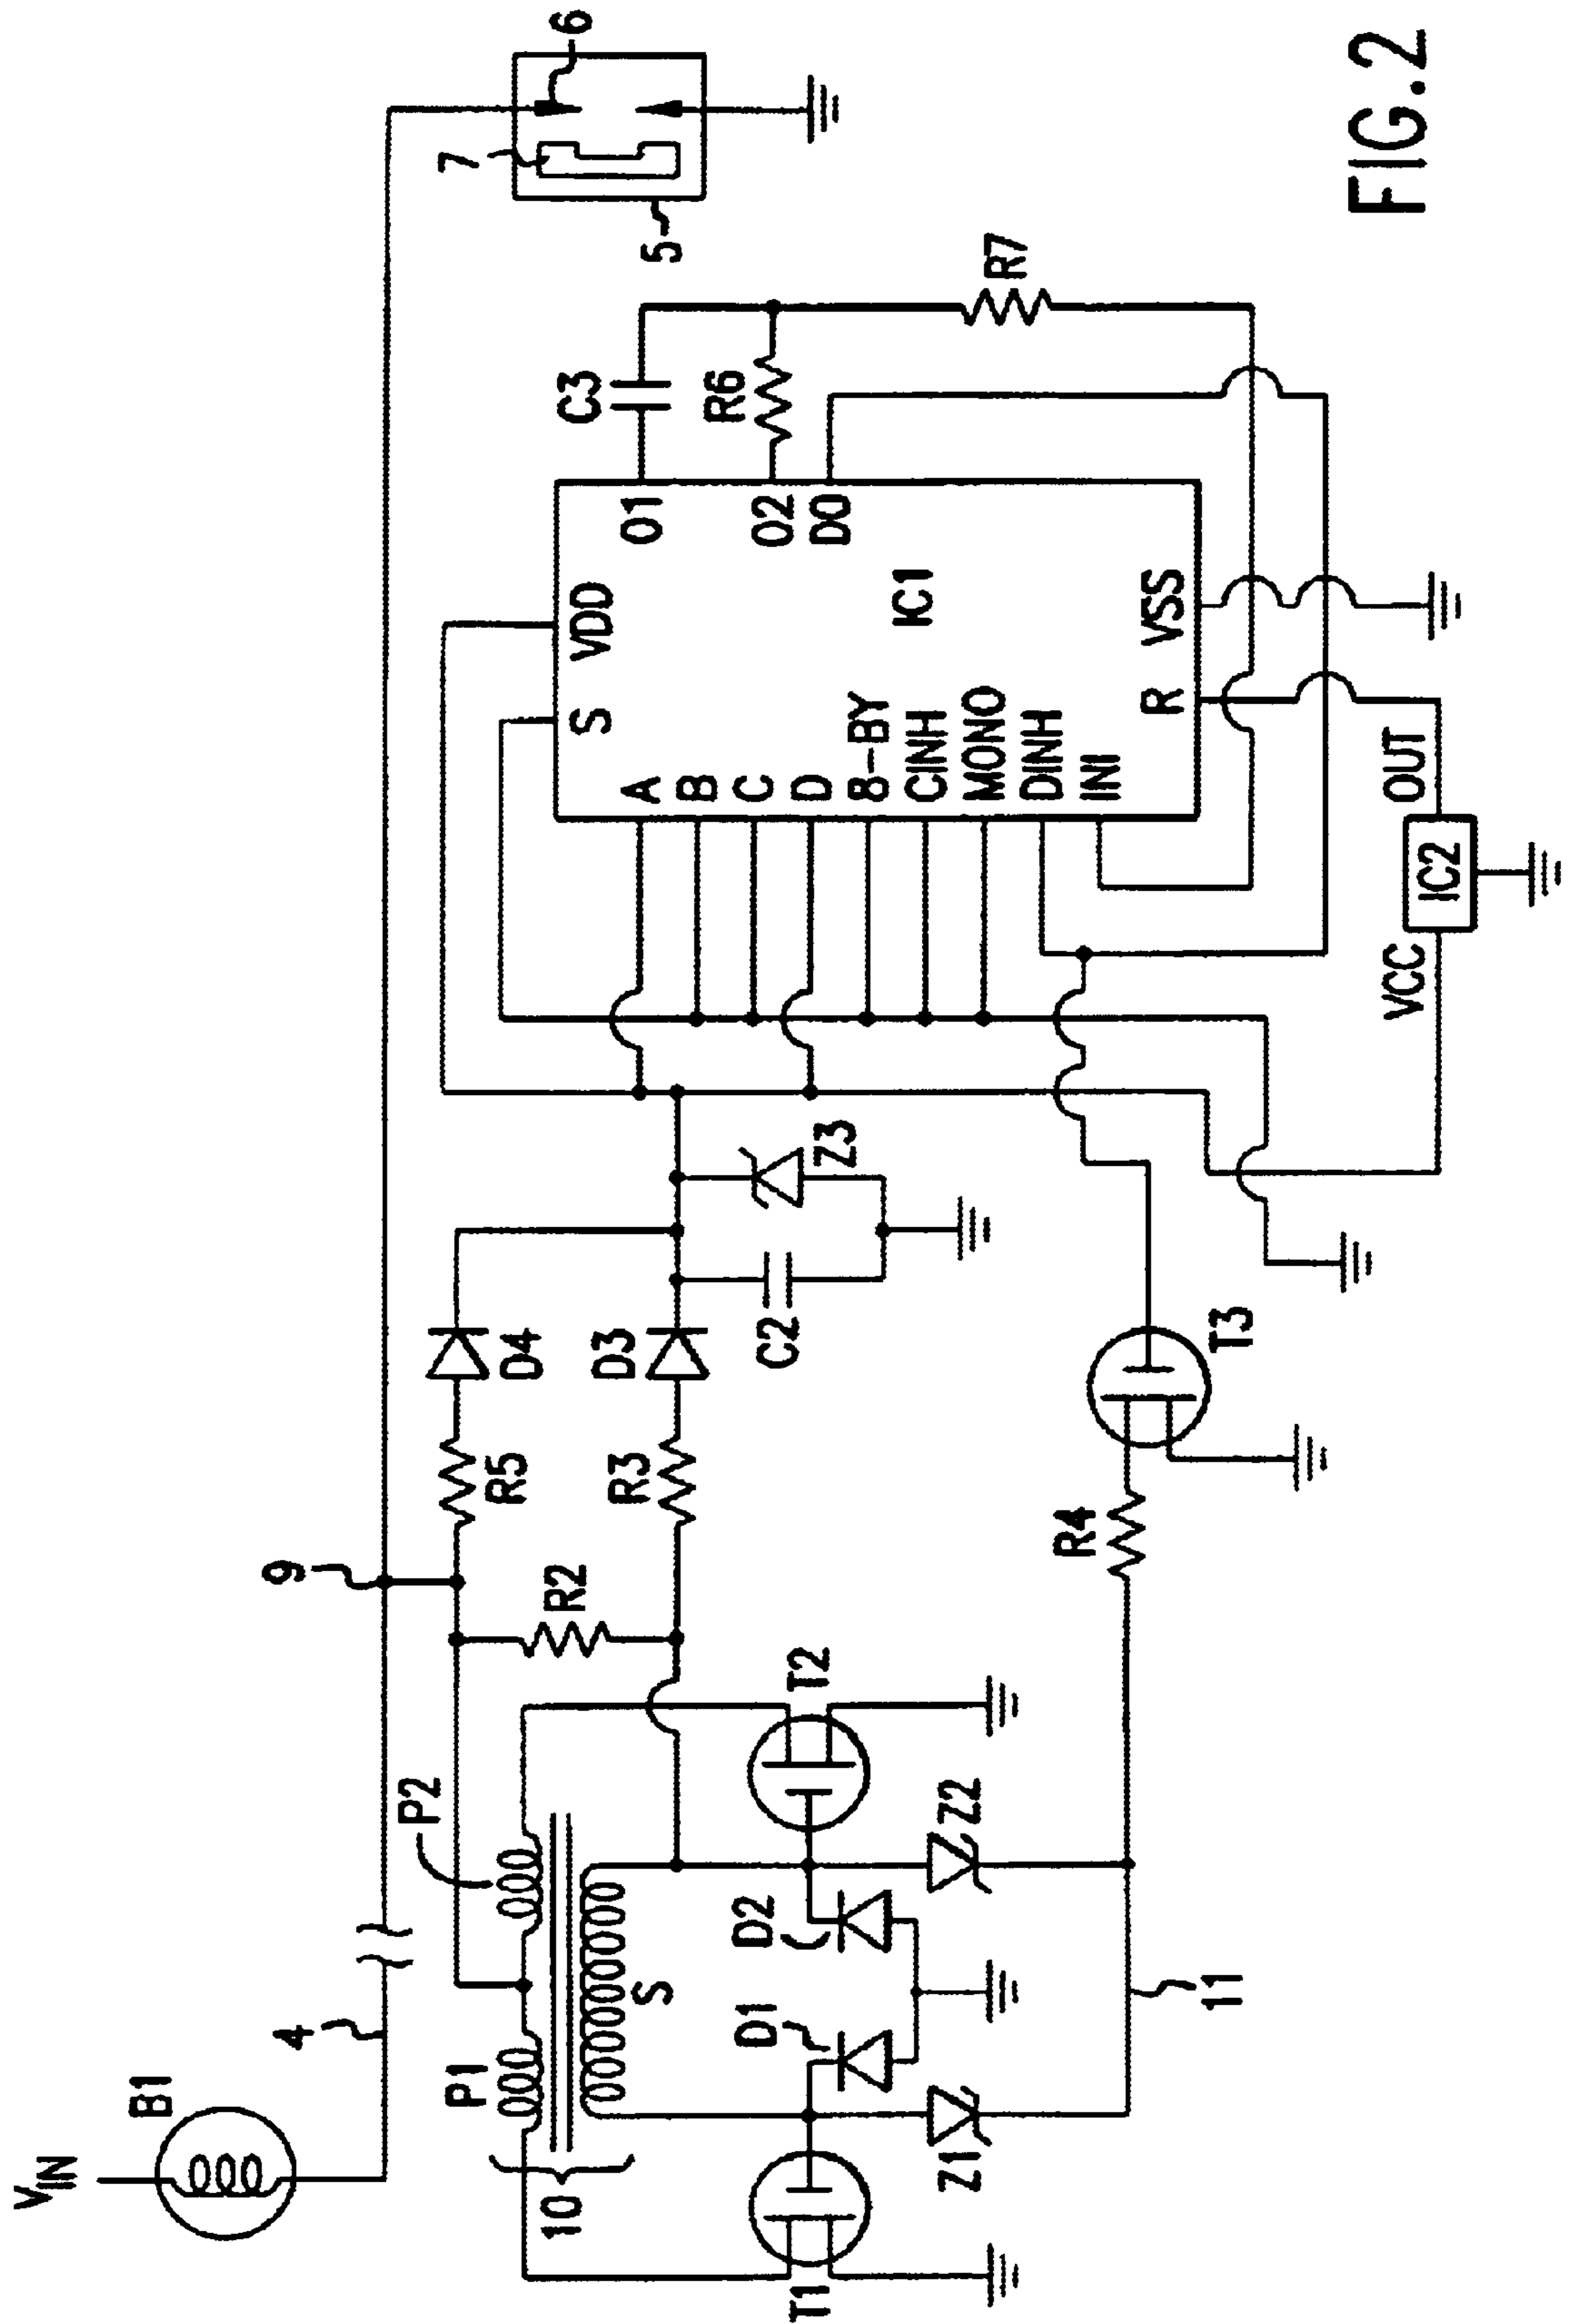 V_IN
B1
4
9
6
7
5
P1
P2
10
S
R2
R5
D4
R3
D3
C2
Z3
T1
T2
D1
D2
Z1
Z2
11
R4
T3
S
VDD
A
B
C
D
8-BY
CINH
MONO
DINH
INI
R
VSS
IC1
O1
O2
DO
C3
R6
R7
VCC
IC2
OUT
FIG.2